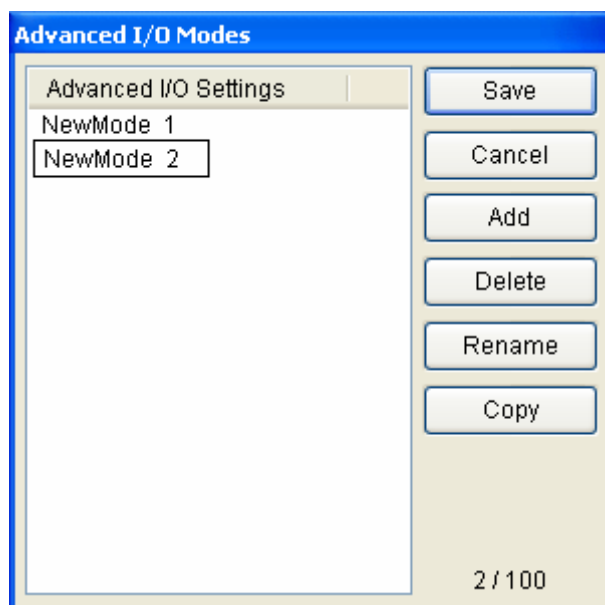 Advanced I/O Modes
Advanced I/O Settings
NewMode 1
NewMode 2
Save
Cancel
Add
Delete
Rename
Copy
2/100